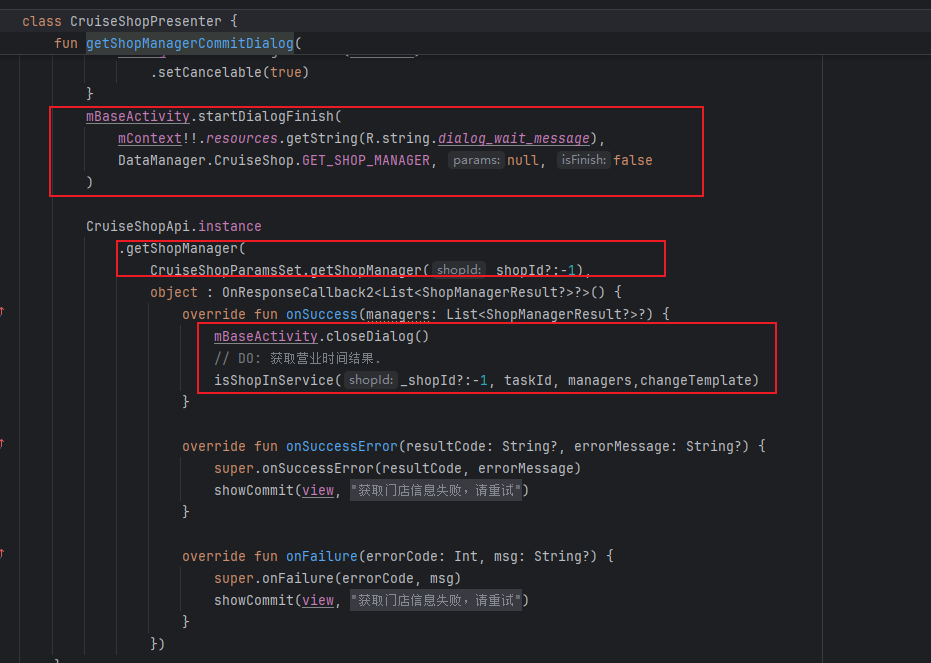 class CruiseShopPresenter {
fun getShopManagerCommitDialog(
.setCancelable(true)
}
mBaseActivity.startDialogFinish(
mContext!!.resources.getString(R.string.dialog_wait_message),
DataManager.CruiseShop.GET_SHOP_MANAGER, params: null, isFinish: false
)
CruiseShopApi.instance
.getShopManager(
CruiseShopParamsSet.getShopManager( shopId: _shopId?:-1),
object : OnResponseCallback2<List<ShopManagerResult?>?>() {
override fun onSuccess(managers: List<ShopManagerResult?>?) {
mBaseActivity.closeDialog()
// DO: 获取营业时间结果.
isShopInService( shopId: _shopId?:-1, taskId, managers,changeTemplate)
}
override fun onSuccessError(resultCode: String?, errorMessage: String?) {
super.onSuccessError(resultCode, errorMessage)
showCommit(view, "获取门店信息失败，请重试")
}
override fun onFailure(errorCode: Int, msg: String?) {
super.onFailure(errorCode, msg)
showCommit(view, "获取门店信息失败，请重试")
}
})